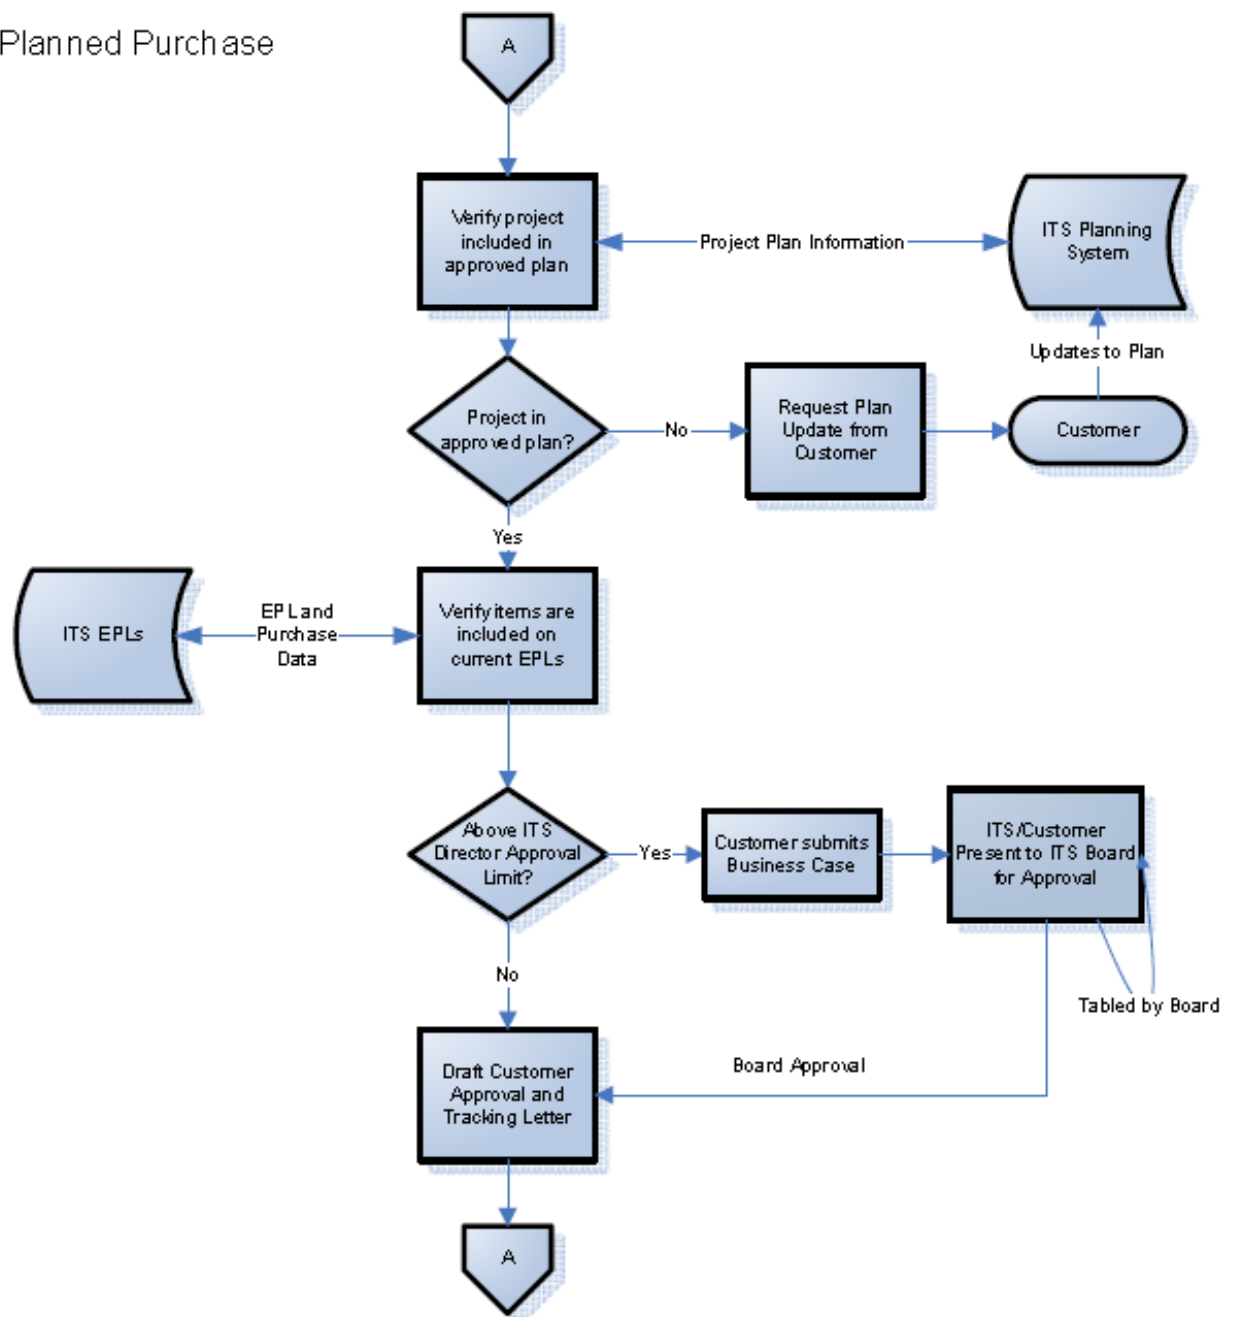 Planned Purchase
A
Verify project
included in
approved plan
Project Plan Information
ITS Planning
System
Updates to Plan
Project in
approved plan?
No
Request Plan
Update from
Customer
Customer
Yes
ITS EPLs
EPL and
Purchase
Data
Verify items are
included on
current EPLs
Above ITS
Director Approval
Limit?
Yes
Customer submits
Business Case
ITS/Customer
Present to ITS Board
for Approval
No
Tabled by Board
Draft Customer
Approval and
Tracking Letter
Board Approval
A